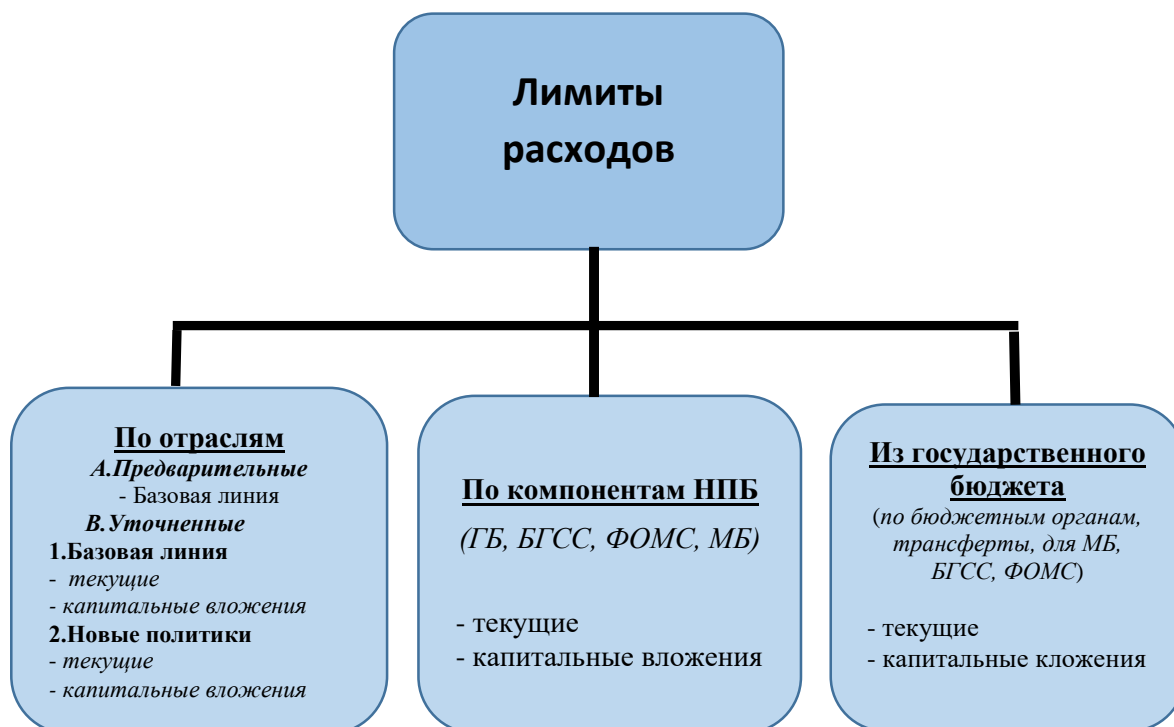 Лимиты
расходов
По отраслям
А.Предварительные
- Базовая линия
В.Уточненные
1.Базовая линия
- текущие
- капитальные вложения
2.Новые политики
- текущие
- капитальные вложения
По компонентам НПБ
(ГБ, БГСС, ФОМС, МБ)
- текущие
- капитальные вложения
Из государственного
бюджета
(по бюджетным органам,
трансферты, для МБ,
БГСС, ФОМС)
- текущие
- капитальные кложения